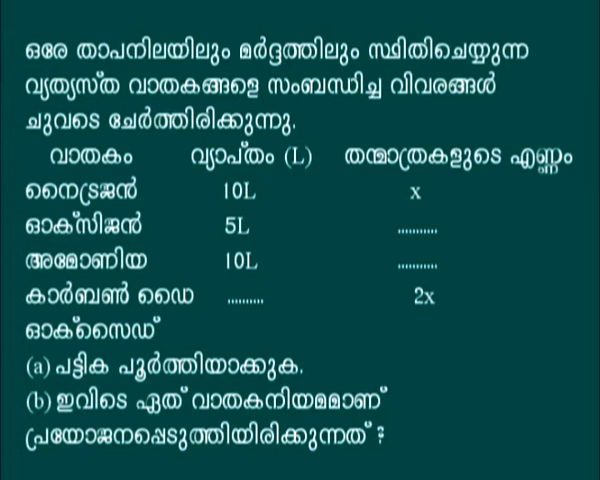 ഒരേ താപനിലയിലും മർദ്ദത്തിലും സ്ഥിതിചെയ്യുന്ന
വ്യത്യസ്ത വാതകങ്ങളെ സംബന്ധിച്ച വിവരങ്ങൾ
ചുവടെ ചേർത്തിരിക്കുന്നു.
വാതകം വ്യാപ്തം (L) തന്മാത്രകളുടെ എണ്ണം
നൈട്രജൻ 10L x
ഓക്സിജൻ 5L ...........
അമോണിയ 10L ...........
കാർബൺ ഡൈ .......... 2x
ഓക്സൈഡ്
(a) പട്ടിക പൂർത്തിയാക്കുക.
(b) ഇവിടെ ഏത് വാതകനിയമമാണ്
പ്രയോജനപ്പെടുത്തിയിരിക്കുന്നത് ?